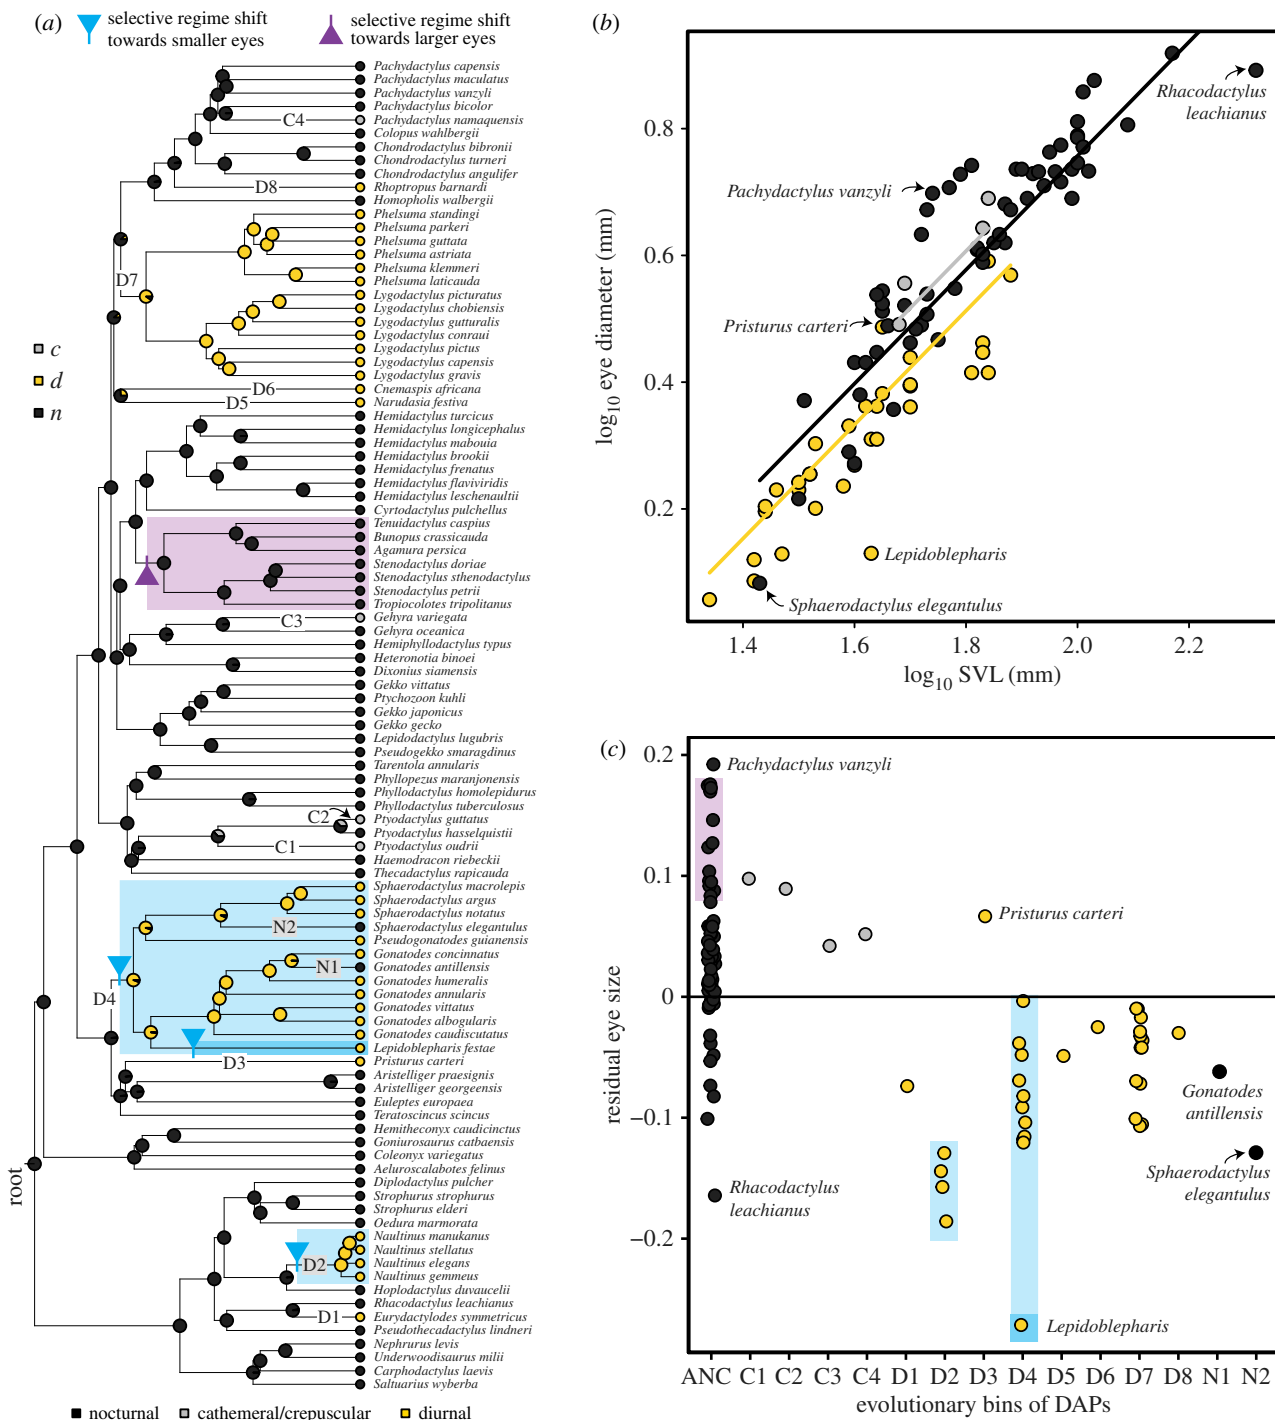 (a)
selective regime shift
towards smaller eyes
selective regime shift
towards larger eyes
Pachydactylus capensis
Pachydactylus maculatus
Pachydactylus vanzyli
Pachydactylus bicolor
C4
Pachydactylus namaquensis
Colopus wahlbergii
Chondrodactylus bibronii
Chondrodactylus turneri
Chondrodactylus angulifer
D8
Rhoptropus barnardi
Homopholis walbergii
Phelsuma standingi
Phelsuma parkeri
Phelsuma guttata
Phelsuma astriata
D7
Phelsuma klemmeri
Phelsuma laticauda
Lygodactylus picturatus
Lygodactylus chobiensis
Lygodactylus gutturalis
Lygodactylus conraui
Lygodactylus pictus
Lygodactylus capensis
Lygodactylus gravis
c
d
n
D6
Cnemaspis africana
D5
Narudasia festiva
Hemidactylus turcicus
Hemidactylus longicephalus
Hemidactylus mabouia
Hemidactylus brookii
Hemidactylus frenatus
Hemidactylus flaviviridis
Hemidactylus leschenaultii
Cyrtodactylus pulchellus
Tenuidactylus caspius
Bunopus crassicauda
Agamura persica
Stenodactylus doriae
Stenodactylus sthenodactylus
Stenodactylus petrii
Tropiocolotes tripolitanus
C3
Gehyra variegata
Gehyra oceanica
Hemiphyllodactylus typus
Heteronotia binoei
Dixonius siamensis
Gekko vittatus
Ptychozoon kuhli
Gekko japonicus
Gekko gecko
Lepidodactylus lugubris
Pseudogekko smaragdinus
Tarentola annularis
Phyllopezus maranjonensis
Phyllodactylus homolepidurus
Phyllodactylus tuberculosus
C2
Ptyodactylus guttatus
Ptyodactylus hasselquistii
C1
Ptyodactylus oudrii
Haemodracon riebeckii
Thecadactylus rapicauda
Sphaerodactylus macrolepis
Sphaerodactylus argus
Sphaerodactylus notatus
N2
Sphaerodactylus elegantulus
Pseudogonatodes guianensis
Gonatodes concinnatus
N1
Gonatodes antillensis
Gonatodes humeralis
D4
Gonatodes annularis
Gonatodes vittatus
Gonatodes albogularis
Gonatodes caudiscutatus
Lepidoblepharis festae
D3
Pristurus carteri
Aristelliger praesignis
Aristelliger georgeensis
Euleptes europaea
Teratoscincus scincus
Hemitheconyx caudicinctus
Goniurosaurus catbaensis
Coleonyx variegatus
Aeluroscalabotes felinus
root
Diplodactylus pulcher
Strophurus strophurus
Strophurus elderi
Oedura marmorata
Naultinus manukanus
Naultinus stellatus
D2
Naultinus elegans
Naultinus gemmeus
Hoplodactylus duvaucelii
Rhacodactylus leachianus
D1
Eurydactylodes symmetricus
Pseudothecadactylus lindneri
Nephrurus levis
Underwoodisaurus milii
Carphodactylus laevis
Saltuarius wyberba
nocturnal cathemeral/crepuscular diurnal
(b)
log10 eye diameter (mm)
0.8
0.6
0.4
0.2
Rhacodactylus
leachianus
Pachydactylus vanzyli
Pristurus carteri
Lepidoblepharis
Sphaerodactylus elegantulus
1.4 1.6 1.8 2.0 2.2
log10 SVL (mm)
(c)
residual eye size
0.2
0.1
0
−0.1
−0.2
Pachydactylus vanzyli
Pristurus carteri
Gonatodes
antillensis
Rhacodactylus
leachianus
Sphaerodactylus
elegantulus
Lepidoblepharis
ANC C1 C2 C3 C4 D1 D2 D3 D4 D5 D6 D7 D8 N1 N2
evolutionary bins of DAPs